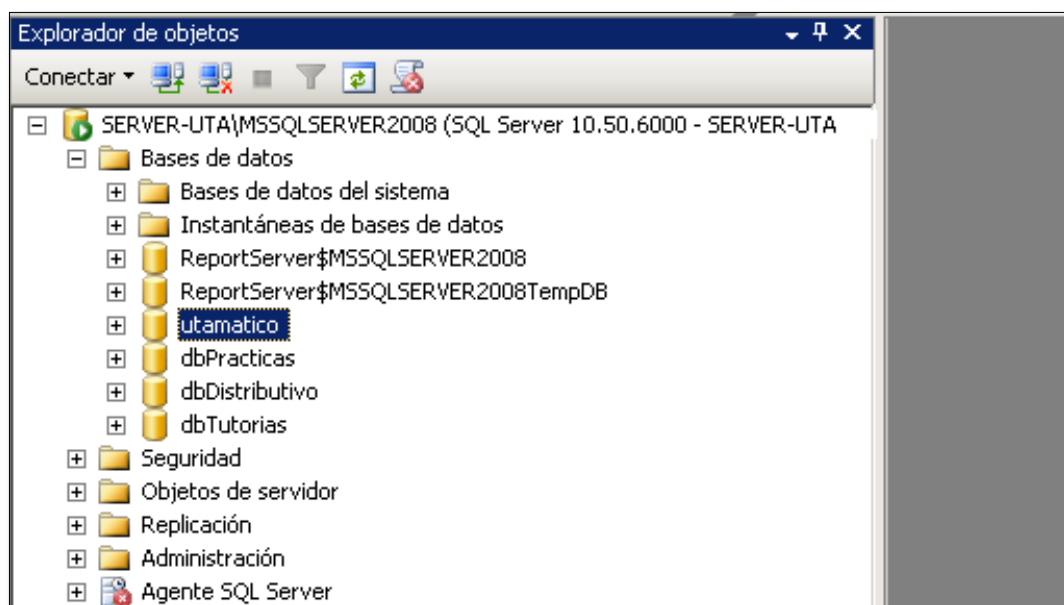 Explorador de objetos
Conectar
SERVER-UTA\MSSQLSERVER2008 (SQL Server 10.50.6000 - SERVER-UTA
Bases de datos
Bases de datos del sistema
Instantáneas de bases de datos
ReportServer$MSSQLSERVER2008
ReportServer$MSSQLSERVER2008TempDB
utamatico
dbPracticas
dbDistributivo
dbTutorias
Seguridad
Objetos de servidor
Replicación
Administración
Agente SQL Server